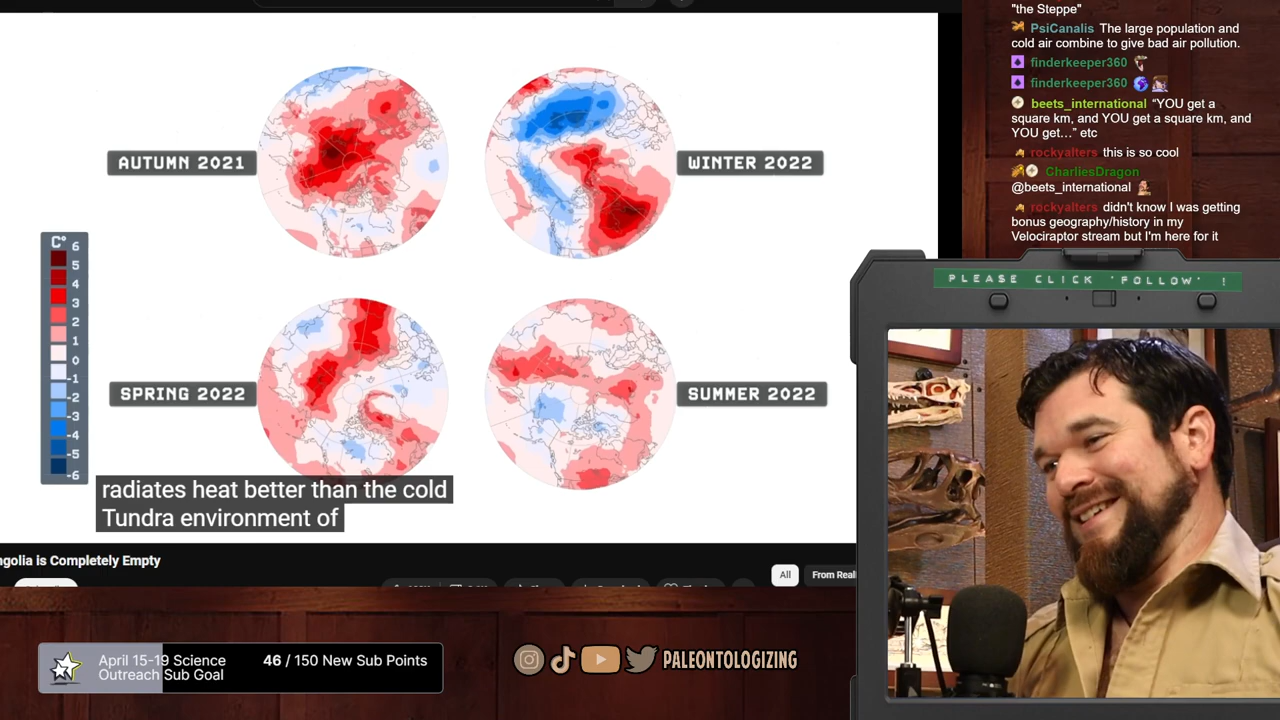 AUTUMN 2021
WINTER 2022
C°
6
5
4
3
2
1
0
-1
-2
-3
-4
-5
-6
SPRING 2022
SUMMER 2022
radiates heat better than the cold
Tundra environment of
ngolia is Completely Empty
All
From Real
"the Steppe"
PsiCanalis The large population and
cold air combine to give bad air pollution.
finderkeeper360
finderkeeper360
beets_international “YOU get a
square km, and YOU get a square km, and
YOU get…” etc
rockyalters this is so cool
CharliesDragon
@beets_international
rockyalters didn't know I was getting
bonus geography/history in my
Velociraptor stream but I'm here for it
PLEASE CLICK 'FOLLOW' !
April 15-19 Science
Outreach Sub Goal
46 / 150 New Sub Points
PALEONTOLOGIZING